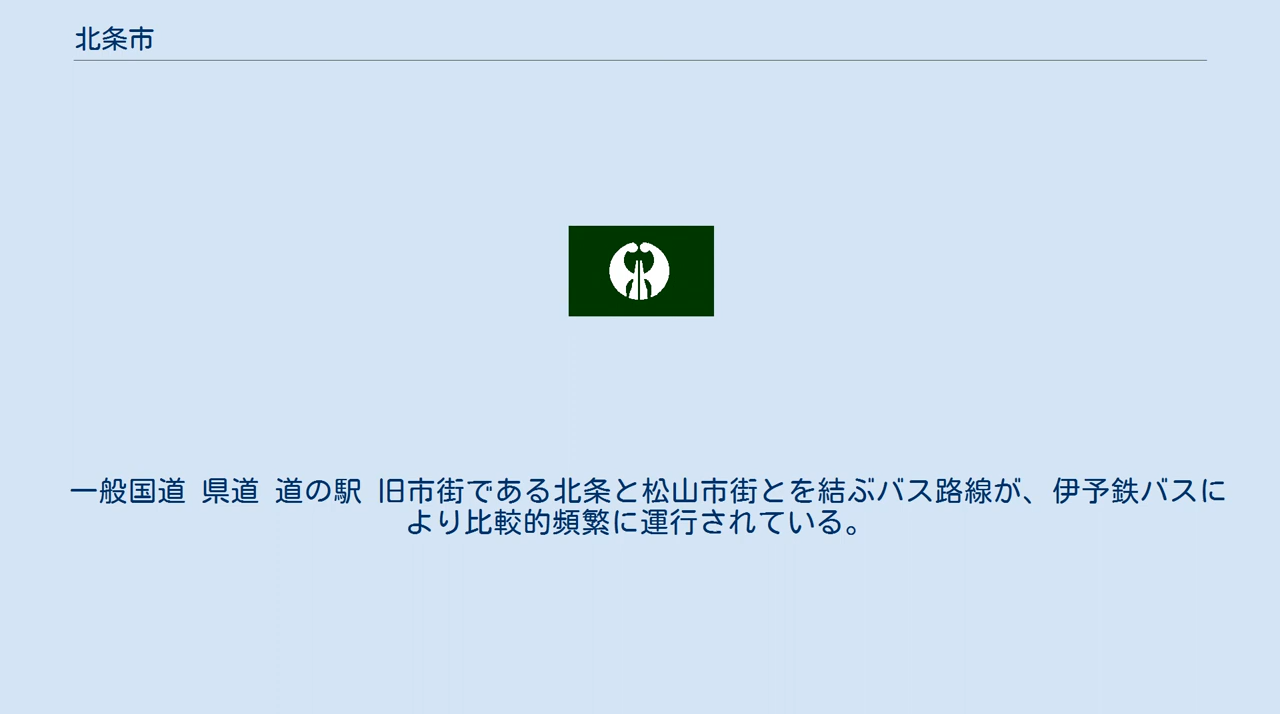 北条市
一般国道 県道 道の駅 旧市街である北条と松山市街とを結ぶバス路線が、伊予鉄バスに
より比較的頻繁に運行されている。